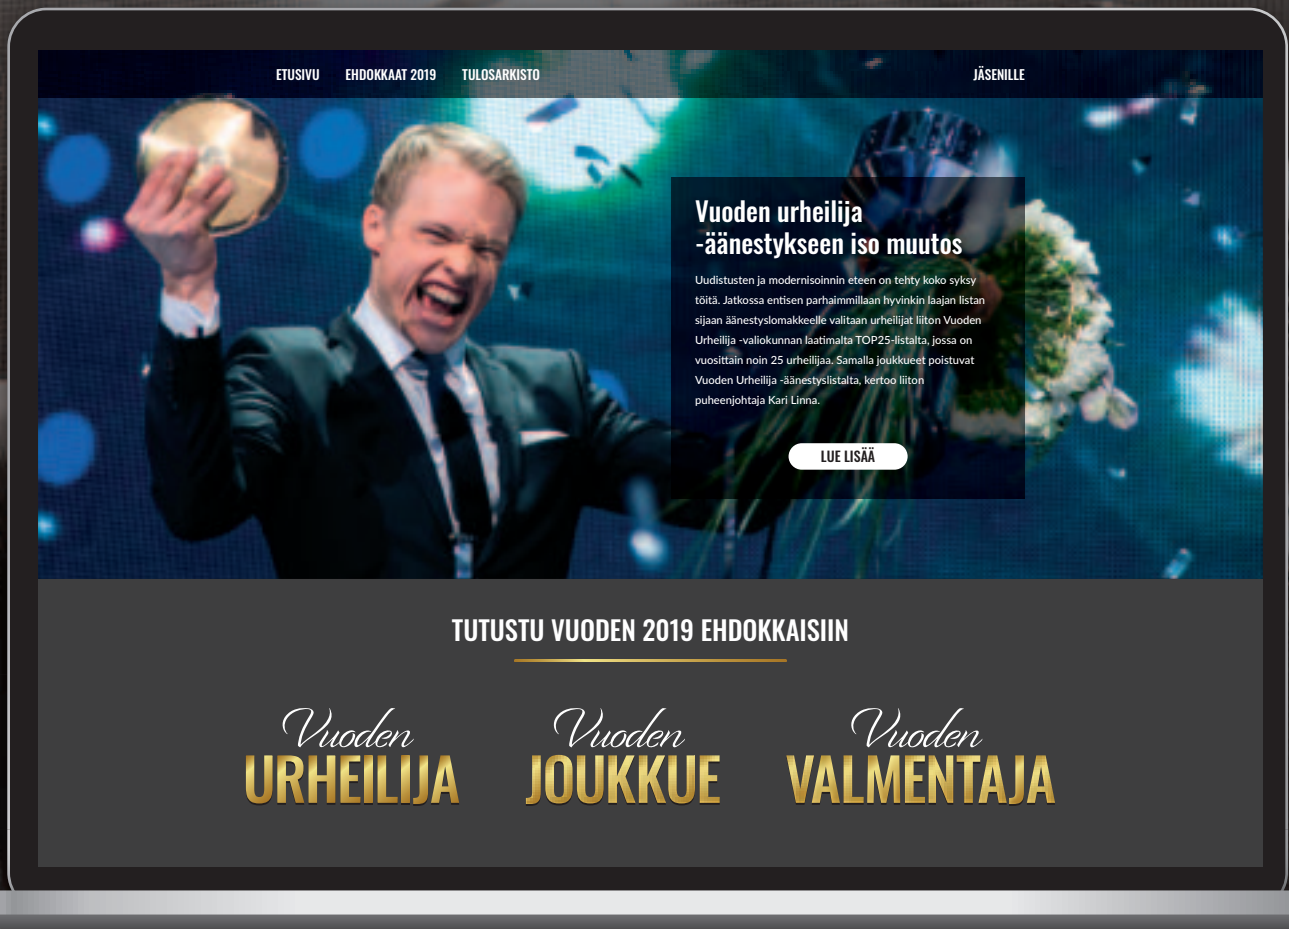 ETUSIVU EHDOKKAAT 2019 TULOSARKISTO JÄSENILLE
Vuoden urheilija
-äänestykseen iso muutos
Uudistusten ja modernisoinnin eteen on tehty koko syksy
töitä. Jatkossa entisen parhaimmillaan hyvinkin laajan listan
sijaan äänestyslomakkeelle valitaan urheilijat liiton Vuoden
Urheilija -valiokunnan laatimalta TOP25-listalta, jossa on
vuosittain noin 25 urheilijaa. Samalla joukkueet poistuvat
Vuoden Urheilija -äänestyslistalta, kertoo liiton
puheenjohtaja Kari Linna.
LUE LISÄÄ
TUTUSTU VUODEN 2019 EHDOKKAISIIN
Vuoden
URHEILIJA
Vuoden
JOUKKUE
Vuoden
VALMENTAJA